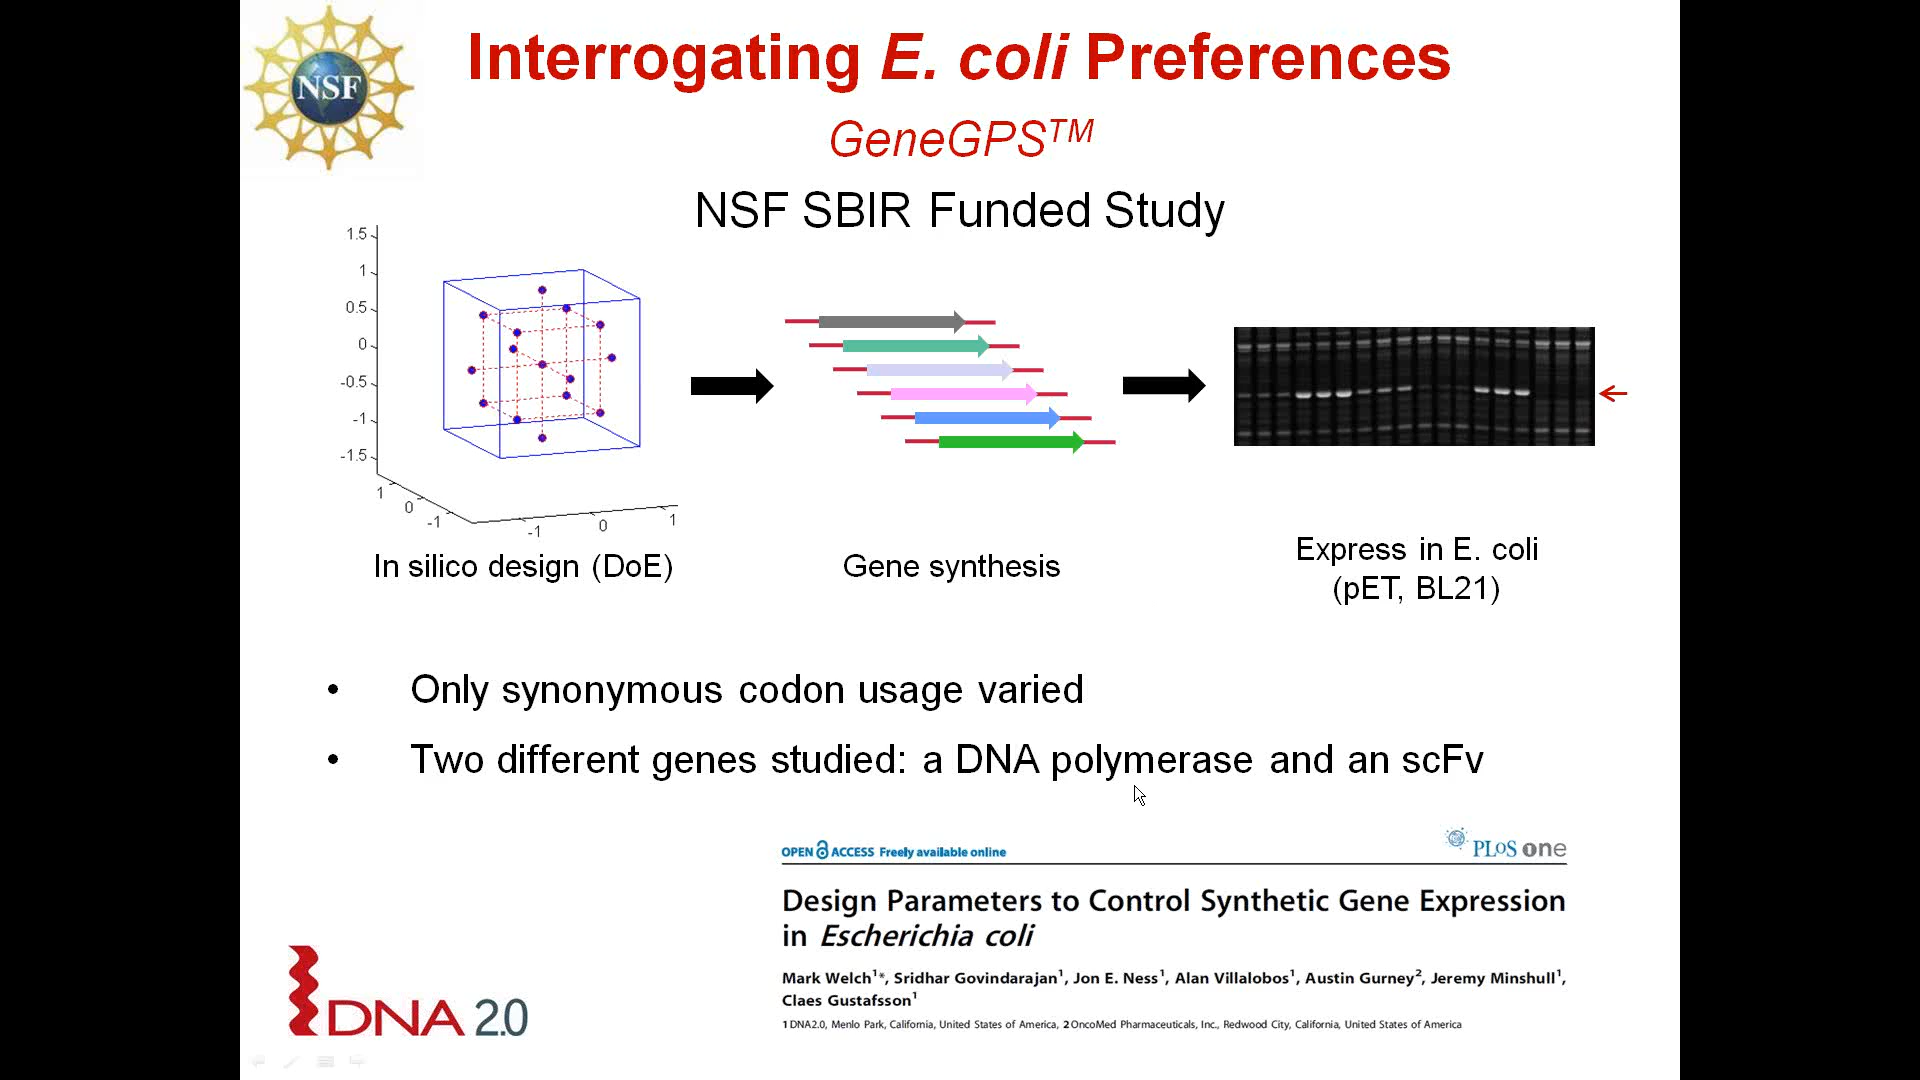 NSF
Interrogating E. coli Preferences
GeneGPS™
NSF SBIR Funded Study
1.5
1
0.5
0
-0.5
-1
-1.5
1
0
-1
-1
0
1
In silico design (DoE)
Gene synthesis
Express in E. coli
(pET, BL21)
• Only synonymous codon usage varied
• Two different genes studied: a DNA polymerase and an scFv
OPEN ACCESS Freely available online
PLoS one
Design Parameters to Control Synthetic Gene Expression
in Escherichia coli
Mark Welch1*, Sridhar Govindarajan1, Jon E. Ness1, Alan Villalobos1, Austin Gurney2, Jeremy Minshull1,
Claes Gustafsson1
1 DNA2.0, Menlo Park, California, United States of America, 2 OncoMed Pharmaceuticals, Inc., Redwood City, California, United States of America
DNA 2.0